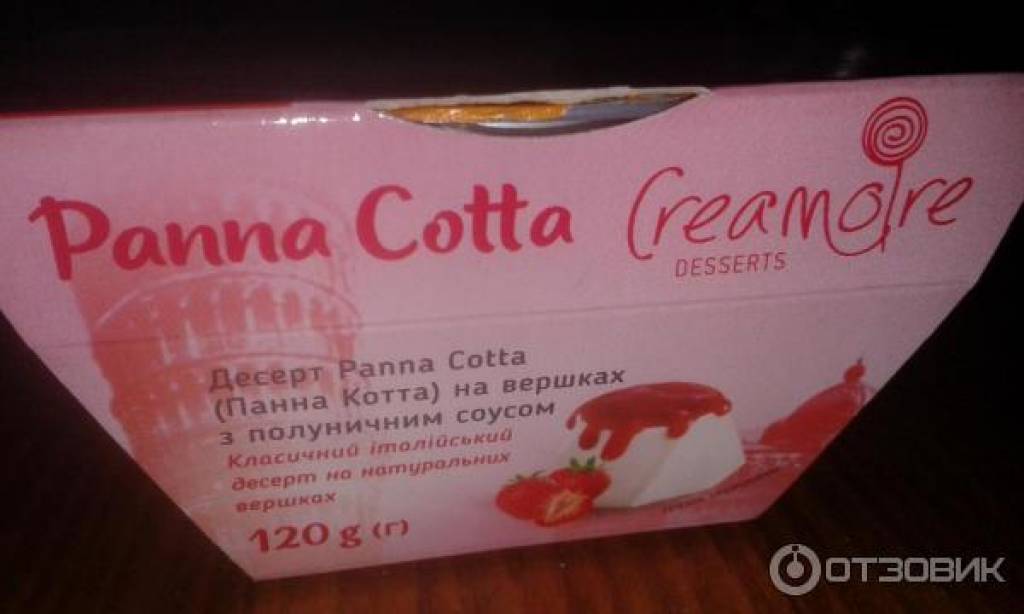 Panna Cotta
Creamoire
DESSERTS
Десерт Panna Cotta
(Панна Котта) на вершках
з полуничним соусом
Класичний італійський
десерт на натуральних
вершках
120 g (г)
ОТЗОВИК